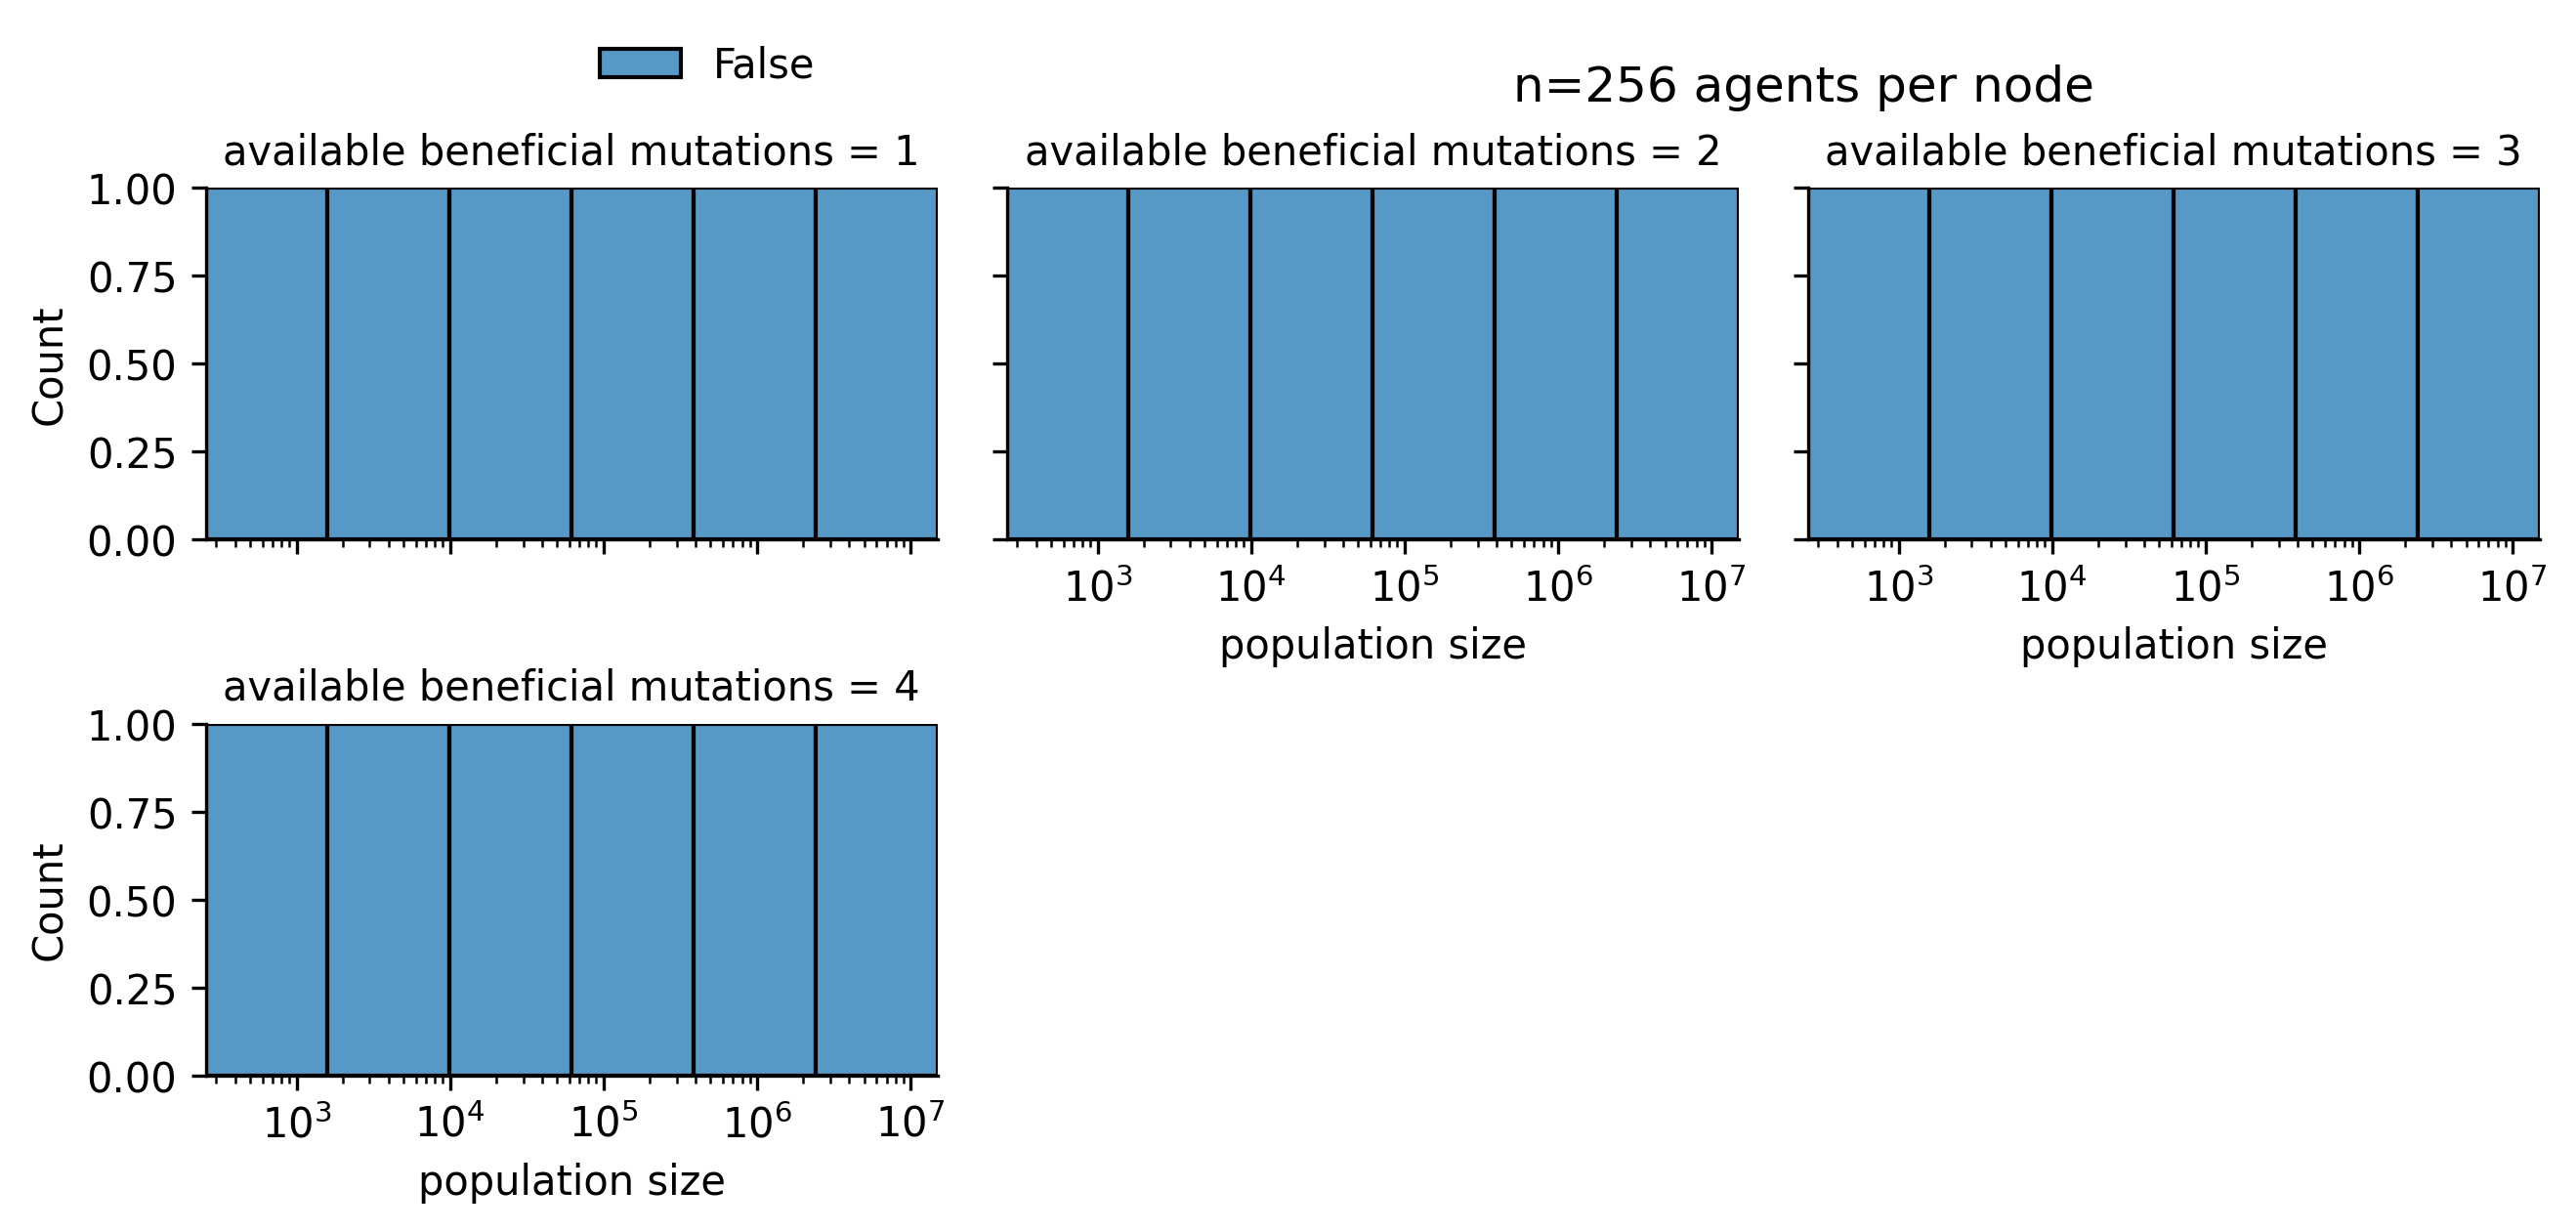 False
n=256 agents per node
available beneficial mutations = 1
available beneficial mutations = 2
available beneficial mutations = 3
1.00
0.75
0.50
0.25
0.00
Count
10³ 10⁴ 10⁵ 10⁶ 10⁷
population size
10³ 10⁴ 10⁵ 10⁶ 10⁷
population size
available beneficial mutations = 4
1.00
0.75
0.50
0.25
0.00
Count
10³ 10⁴ 10⁵ 10⁶ 10⁷
population size